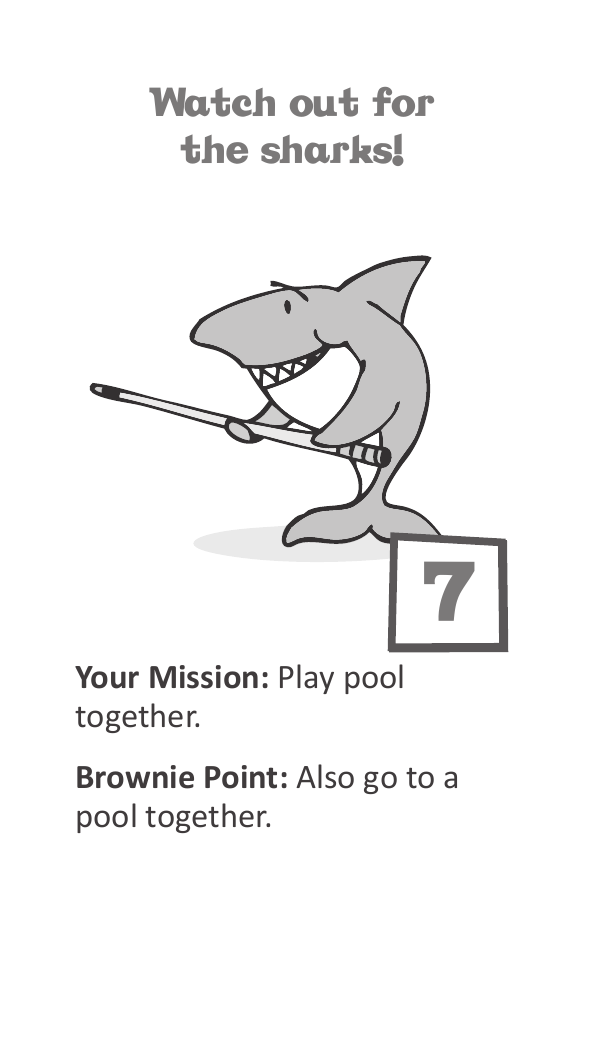 Watch out for
the sharks!
7
Your Mission: Play pool
together.
Brownie Point: Also go to a
pool together.